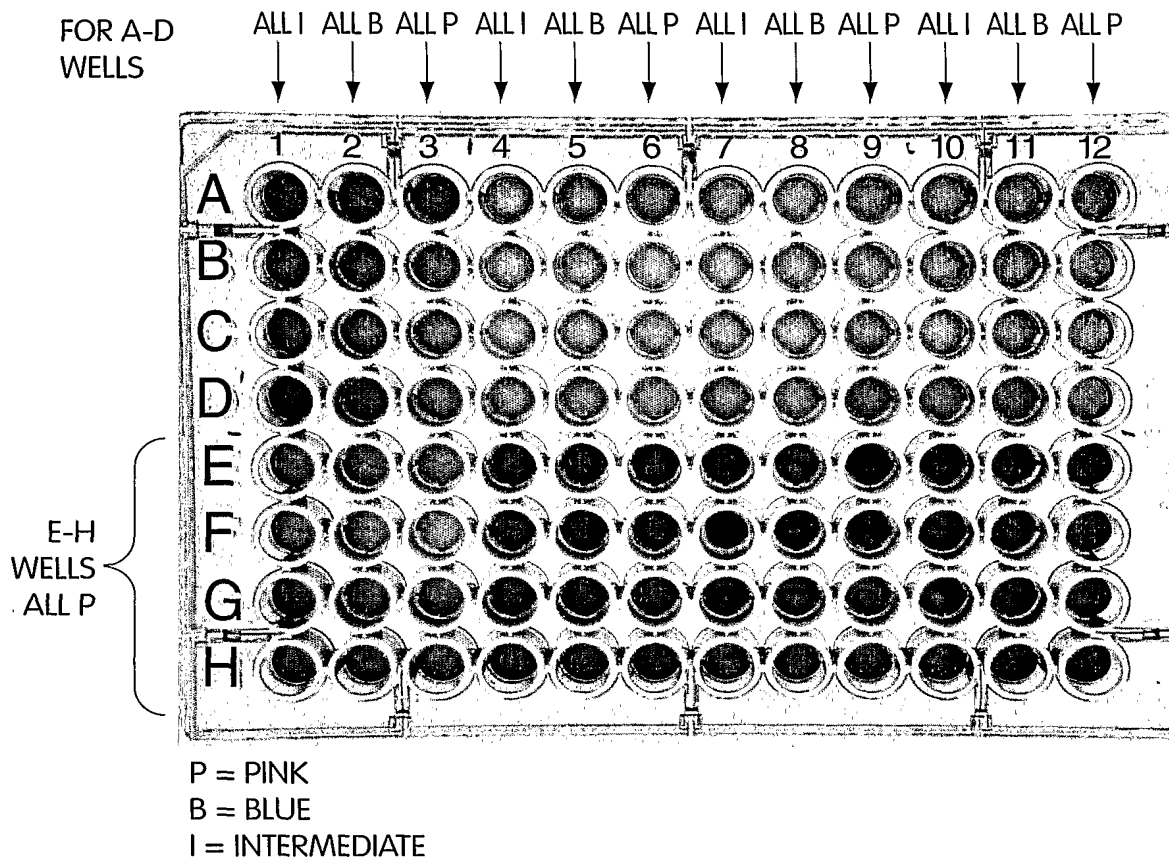 FOR A-D
WELLS
ALL I ALL B ALL P ALL I ALL B ALL P ALL I ALL B ALL P ALL I ALL B ALL P
1 2 3 4 5 6 7 8 9 10 11 12
A
B
C
D
E
F
G
H
E-H
WELLS
ALL P
P = PINK
B = BLUE
I = INTERMEDIATE